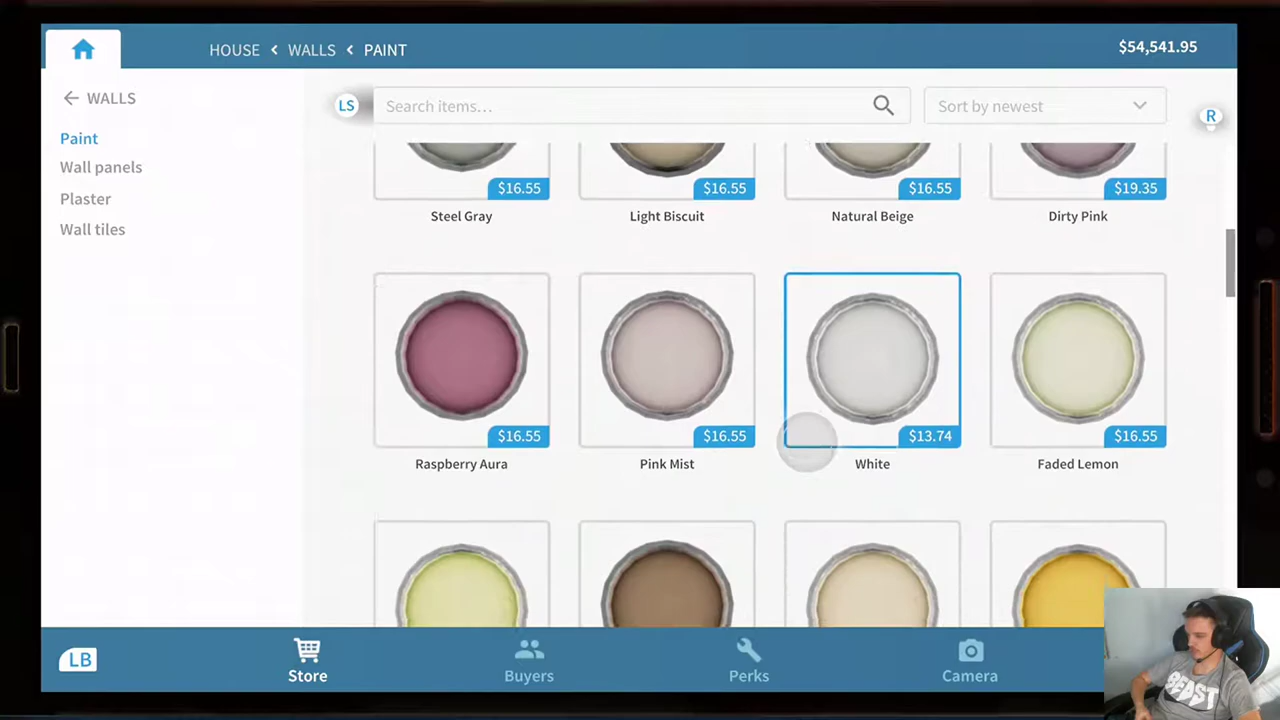 HOUSE < WALLS < PAINT
$54,541.95
WALLS
Paint
Wall panels
Plaster
Wall tiles
LS
Search items...
Sort by newest
R
$16.55
$16.55
$16.55
$19.35
Steel Gray
Light Biscuit
Natural Beige
Dirty Pink
$16.55
$16.55
$13.74
$16.55
Raspberry Aura
Pink Mist
White
Faded Lemon
LB
Store
Buyers
Perks
Camera
BEAST